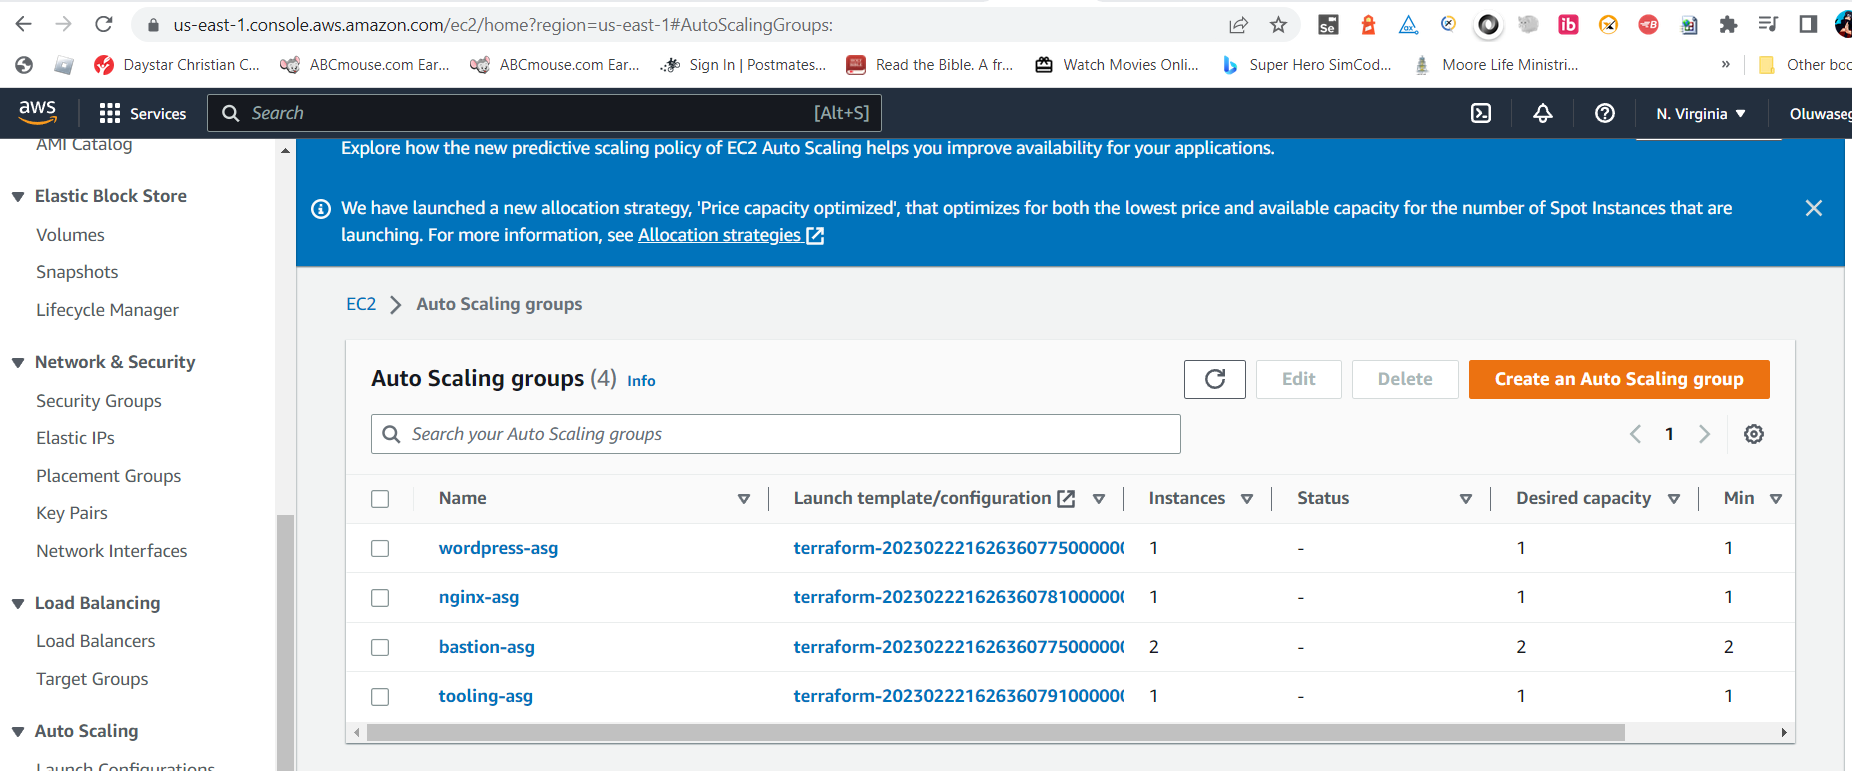 us-east-1.console.aws.amazon.com/ec2/home?region=us-east-1#AutoScalingGroups:
Daystar Christian C... ABCmouse.com Ear... ABCmouse.com Ear... Sign In | Postmates... Read the Bible. A fr... Watch Movies Onli... Super Hero SimCod... Moore Life Ministri... » Other boo
aws Services Search [Alt+S] N. Virginia Oluwaseg
AMI Catalog
Elastic Block Store
Volumes
Snapshots
Lifecycle Manager
Network & Security
Security Groups
Elastic IPs
Placement Groups
Key Pairs
Network Interfaces
Load Balancing
Load Balancers
Target Groups
Auto Scaling
Launch Configurations
Explore how the new predictive scaling policy of EC2 Auto Scaling helps you improve availability for your applications.
We have launched a new allocation strategy, 'Price capacity optimized', that optimizes for both the lowest price and available capacity for the number of Spot Instances that are
launching. For more information, see Allocation strategies
EC2 Auto Scaling groups
Auto Scaling groups (4) Info Edit Delete Create an Auto Scaling group
Search your Auto Scaling groups 1
Name Launch template/configuration Instances Status Desired capacity Min
wordpress-asg terraform-20230222162636077500000 1 - 1 1
nginx-asg terraform-20230222162636078100000 1 - 1 1
bastion-asg terraform-20230222162636077500000 2 - 2 2
tooling-asg terraform-20230222162636079100000 1 - 1 1